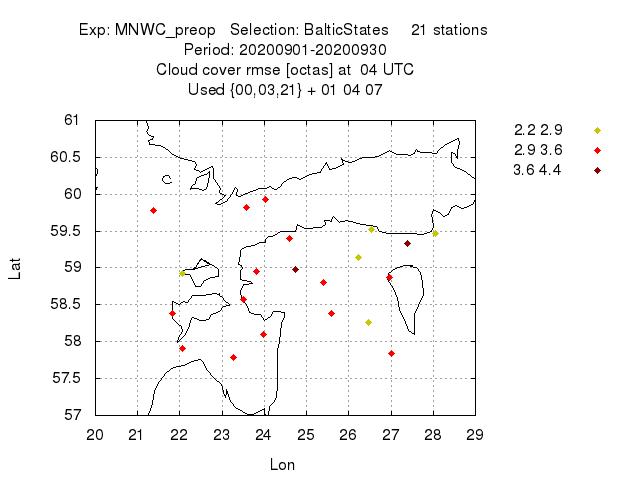 Exp: MNWC_preop Selection: BalticStates 21 stations
Period: 20200901-20200930
Cloud cover rmse [octas] at 04 UTC
Used {00,03,21} + 01 04 07
2.2 2.9
2.9 3.6
3.6 4.4
61
60.5
60
59.5
59
58.5
58
57.5
57
Lat
20 21 22 23 24 25 26 27 28 29
Lon